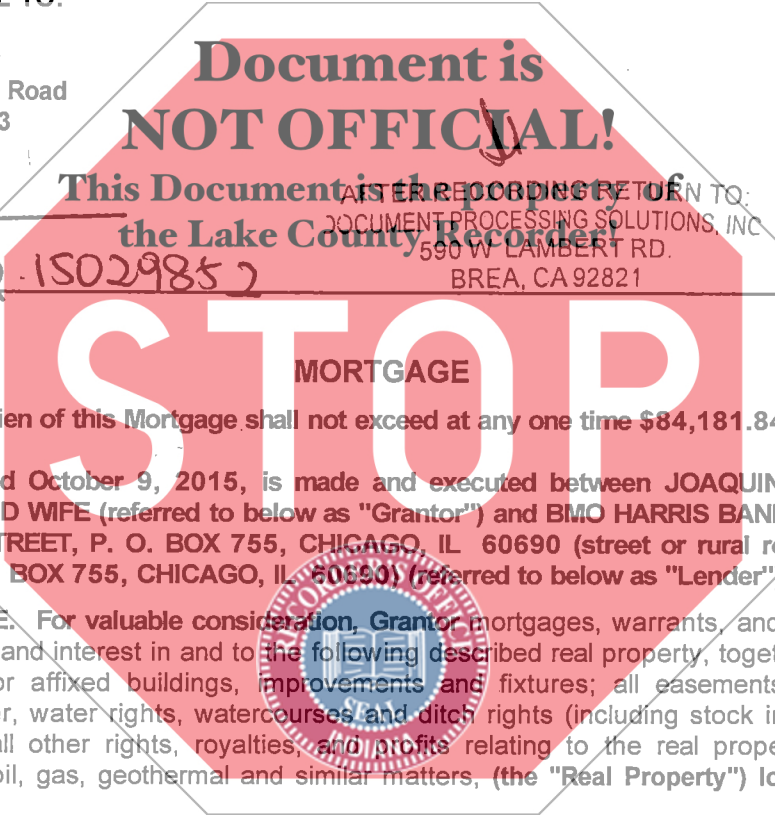 L TO:
Road
3
Document is
NOT OFFICIAL!
This Document is the property of
the Lake County Recorder!
AFTER RECORDING RETURN TO:
DOCUMENT PROCESSING SOLUTIONS, INC
590 W LAMBERT RD.
BREA, CA 92821
15029852
STOP
MORTGAGE
ien of this Mortgage shall not exceed at any one time $84,181.84
d October 9, 2015, is made and executed between JOAQUIN
D WIFE (referred to below as "Grantor") and BMO HARRIS BAN
TREET, P. O. BOX 755, CHICAGO, IL 60690 (street or rural r
BOX 755, CHICAGO, IL 60690) (referred to below as "Lender"
E. For valuable consideration, Grantor mortgages, warrants, and
and interest in and to the following described real property, toget
or affixed buildings, improvements and fixtures; all easements
r, water rights, watercourses and ditch rights (including stock i
all other rights, royalties, and profits relating to the real prope
oil, gas, geothermal and similar matters, (the "Real Property") lo
RECORDER'S OFFICE
SEAL
INDIANA